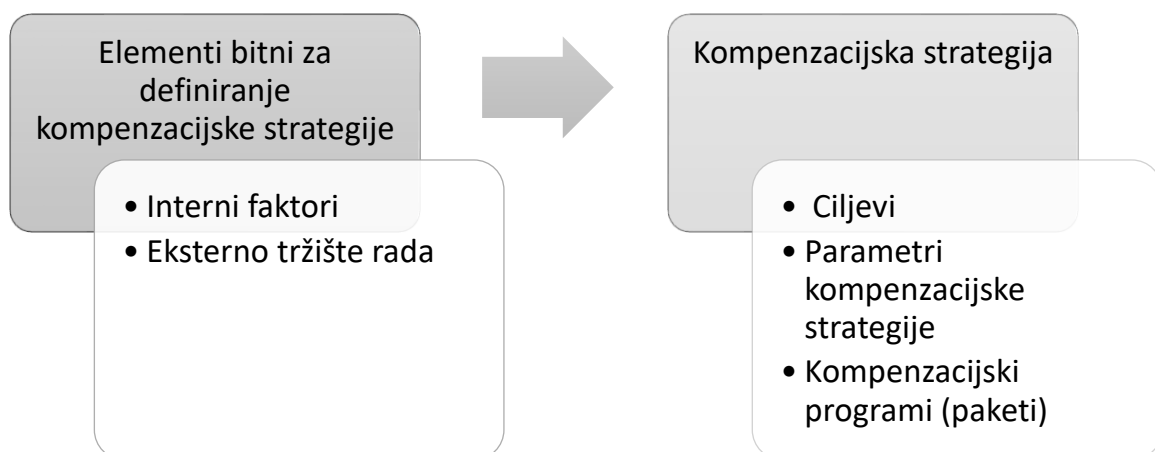 Elementi bitni za
definiranje
kompenzacijske strategije
• Interni faktori
• Eksterno tržište rada
Kompenzacijska strategija
• Ciljevi
• Parametri
kompenzacijske
strategije
• Kompenzacijski
programi (paketi)